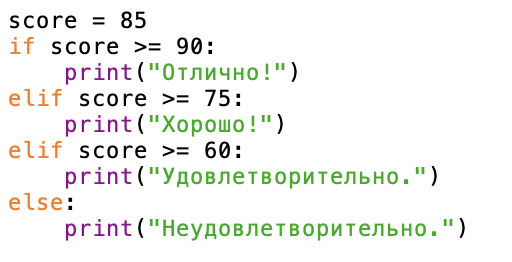 score = 85
if score >= 90:
    print("Отлично!")
elif score >= 75:
    print("Хорошо!")
elif score >= 60:
    print("Удовлетворительно.")
else:
    print("Неудовлетворительно.")